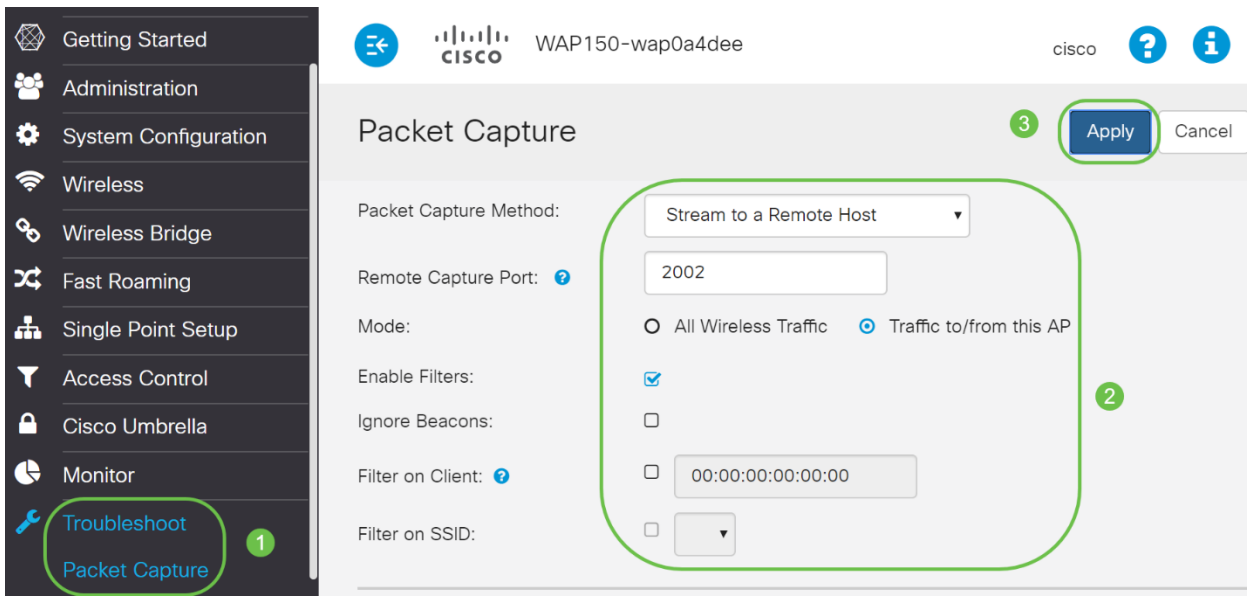 Getting Started
Administration
System Configuration
Wireless
Wireless Bridge
Fast Roaming
Single Point Setup
Access Control
Cisco Umbrella
Monitor
Troubleshoot
Packet Capture
1
cisco WAP150-wap0a4dee
cisco ? i
Packet Capture
3 Apply Cancel
Packet Capture Method: Stream to a Remote Host
Remote Capture Port: ? 2002
Mode: All Wireless Traffic Traffic to/from this AP
Enable Filters:
2
Ignore Beacons:
Filter on Client: ? 00:00:00:00:00:00
Filter on SSID: